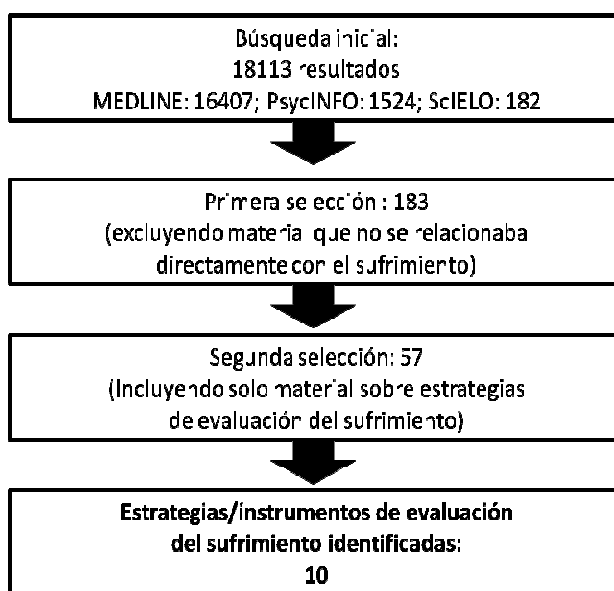 Búsqueda inicial:
18113 resultados
MEDLINE: 16407; PsycINFO: 1524; ScIELO: 182
Primera selección : 183
(excluyendo material que no se relacionaba
directamente con el sufrimiento)
Segunda selección: 57
(Incluyendo solo material sobre estrategias
de evaluación del sufrimiento)
Estrategias/instrumentos de evaluación
del sufrimiento identificadas:
10